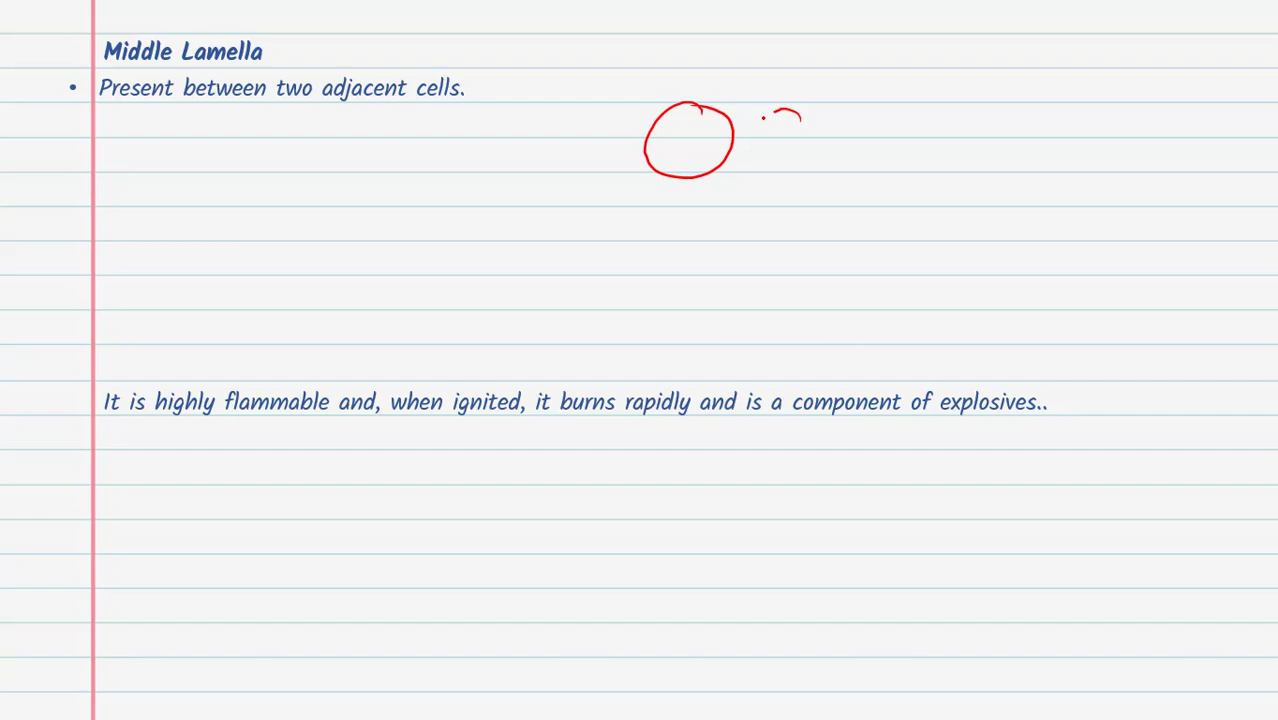 Middle Lamella
• Present between two adjacent cells.
It is highly flammable and, when ignited, it burns rapidly and is a component of explosives..